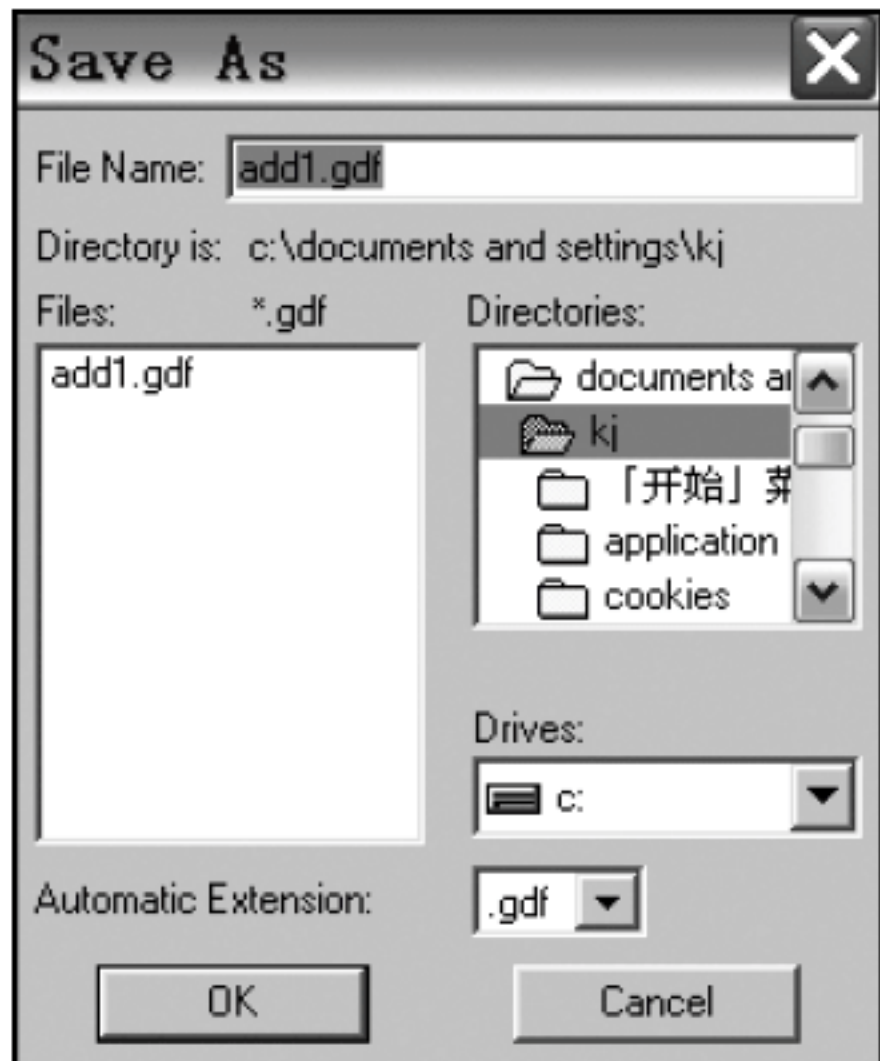 Save As
File Name: add1.gdf
Directory is: c:\documents and settings\kj
Files: *.gdf
Directories:
add1.gdf
documents
kj
「开始」
application
cookies
Drives:
c:
Automatic Extension: .gdf
OK Cancel